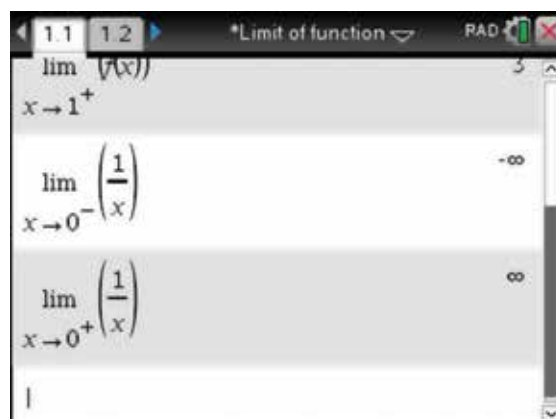 1.1 1.2 *Limit of function RAD
lim (f(x)) 3
x→1⁺
lim (1/x) -∞
x→0⁻
lim (1/x) ∞
x→0⁺